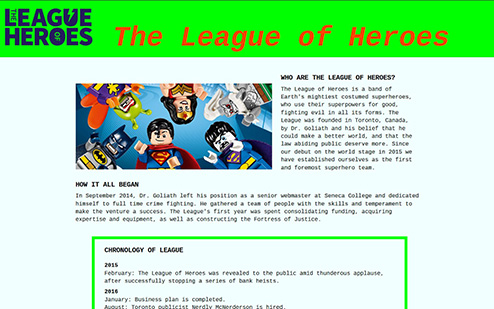 THE LEAGUE OF HEROES
The League of Heroes
WHO ARE THE LEAGUE OF HEROES?
The League of Heroes is a band of
Earth's mightiest costumed superheroes,
who use their superpowers for good,
fighting evil in all its forms. The
League was founded in Toronto, Canada,
by Dr. Goliath and his belief that he
could make a better world, and that the
law abiding public deserve more. Since
our debut on the world stage in 2015 we
have established ourselves as the first
and foremost superhero team.
HOW IT ALL BEGAN
In September 2014, Dr. Goliath left his position as a senior webmaster at Seneca College and dedicated
himself to full time crime fighting. He gathered a team of people with the skills and temperament to
make the venture a success. The League's first year was spent consolidating funding, acquiring
expertise and equipment, as well as constructing the Fortress of Justice.
CHRONOLOGY OF LEAGUE
2015
February: The League of Heroes was revealed to the public amid thunderous applause,
after successfully stopping a series of bank heists.
2016
January: Business plan is completed.
August: Toronto publicist Nerdly McNerderson is hired.